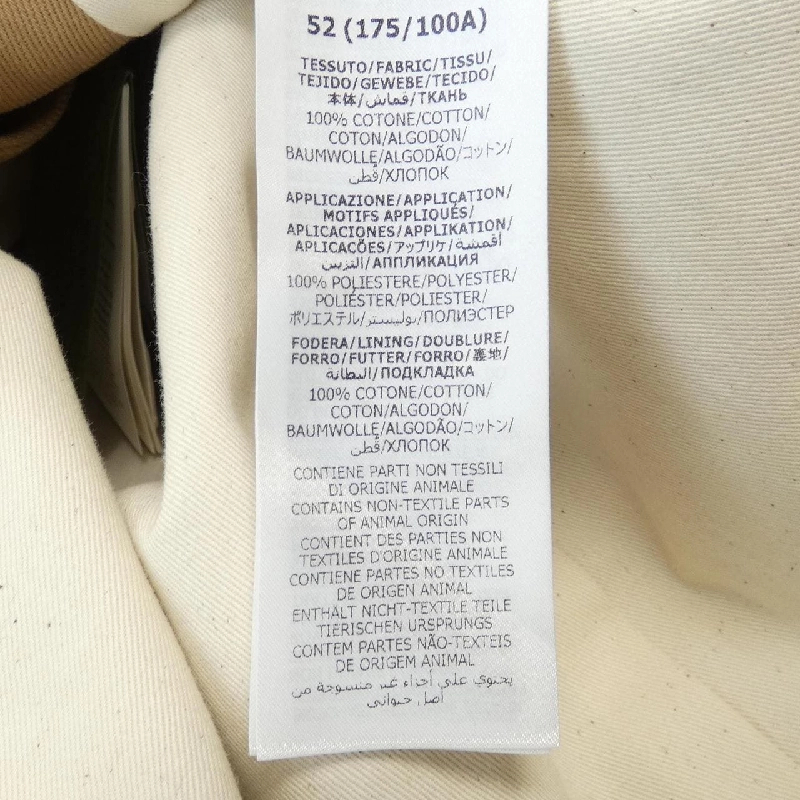 52 (175/100A)
TESSUTO/FABRIC/TISSU/
TEJIDO/GEWEBE/TECIDO/
本体/قماش/ТКАНЬ
100% COTONE/COTTON/
COTON/ALGODON/
BAUMWOLLE/ALGODÃO/コットン/
قطن/ХЛОПОК
APPLICAZIONE/APPLICATION/
MOTIFS APPLIQUÉS/
APLICACIONES/APPLIKATION/
APLICAÇÕES/アップリケ/أقمشة
التزيين/АППЛИКАЦИЯ
100% POLIESTERE/POLYESTER/
POLIÉSTER/POLIESTER/
ポリエステル/بوليستر/ПОЛИЭСТЕР
FODERA/LINING/DOUBLURE/
FORRO/FUTTER/FORRO/裏地/
البطانة/ПОДКЛАДКА
100% COTONE/COTTON/
COTON/ALGODON/
BAUMWOLLE/ALGODÃO/コットン/
قطن/ХЛОПОК
CONTIENE PARTI NON TESSILI
DI ORIGINE ANIMALE
CONTAINS NON-TEXTILE PARTS
OF ANIMAL ORIGIN
CONTIENT DES PARTIES NON
TEXTILES D'ORIGINE ANIMALE
CONTIENE PARTES NO TEXTILES
DE ORIGEN ANIMAL
ENTHÄLT NICHT-TEXTILE TEILE
TIERISCHEN URSPRUNGS
CONTEM PARTES NÃO-TEXTEIS
DE ORIGEM ANIMAL
يحتوي على أجزاء غير منسوجة من
أصل حيواني